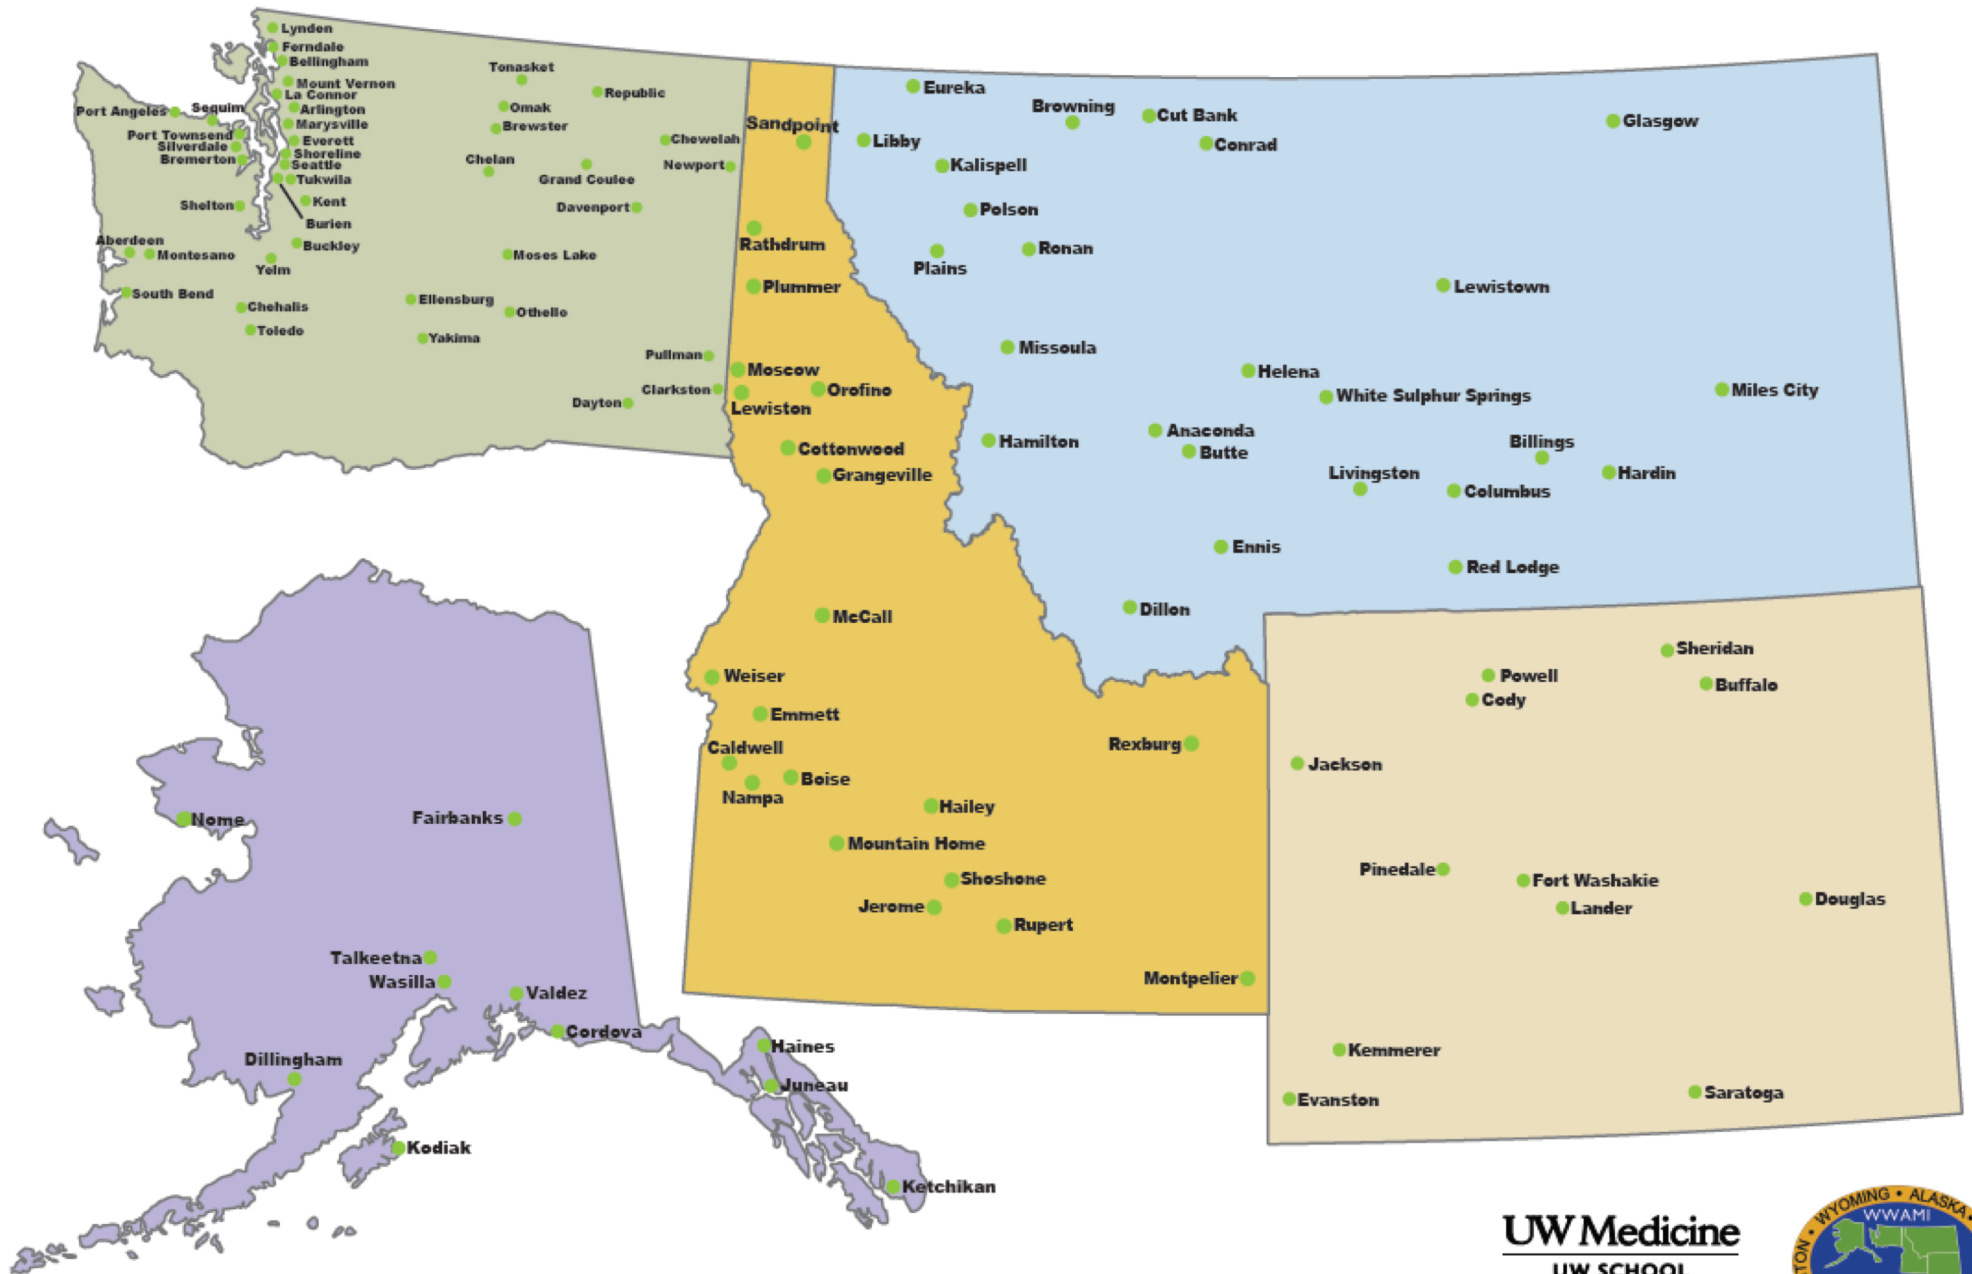 Lynden
Ferndale
Bellingham
Mount Vernon
La Connor
Arlington
Marysville
Everett
Shoreline
Seattle
Tukwila
Kent
Burien
Buckley
Port Angeles
Sequim
Port Townsend
Silverdale
Bremerton
Shelton
Aberdeen
Montesano
Yelm
South Bend
Chehalis
Toledo
Tonasket
Omak
Republic
Brewster
Chelan
Grand Coulee
Chewelah
Newport
Davenport
Moses Lake
Ellensburg
Othello
Yakima
Pullman
Clarkston
Dayton
Sandpoint
Rathdrum
Plummer
Moscow
Lewiston
Orofino
Cottonwood
Grangeville
McCall
Weiser
Emmett
Caldwell
Boise
Nampa
Rexburg
Hailey
Mountain Home
Shoshone
Jerome
Rupert
Montpelier
Eureka
Browning
Cut Bank
Conrad
Glasgow
Libby
Kalispell
Polson
Ronan
Plains
Lewistown
Missoula
Helena
White Sulphur Springs
Miles City
Hamilton
Anaconda
Butte
Billings
Livingston
Columbus
Hardin
Ennis
Red Lodge
Dillon
Sheridan
Powell
Buffalo
Cody
Jackson
Pinedale
Fort Washakie
Lander
Douglas
Kemmerer
Evanston
Saratoga
Nome
Fairbanks
Talkeetna
Wasilla
Valdez
Cordova
Dillingham
Kodiak
Haines
Juneau
Ketchikan
UW Medicine
UW SCHOOL
TON • WYOMING • ALASKA •
WWAMI